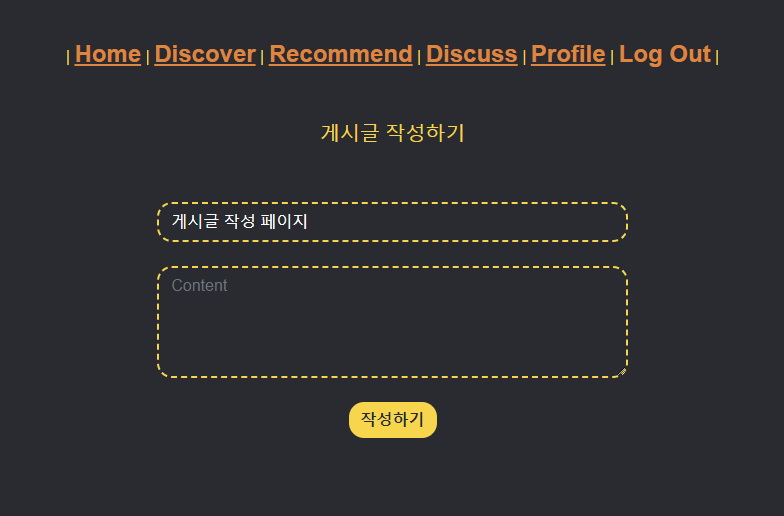 | Home | Discover | Recommend | Discuss | Profile | Log Out |
게시글 작성하기
게시글 작성 페이지
Content
작성하기